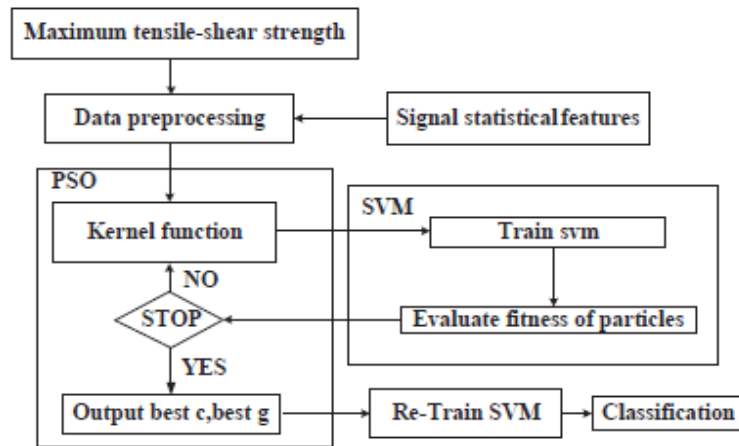 Maximum tensile-shear strength
Data preprocessing
Signal statistical features
PSO
SVM
Kernel function
Train svm
NO
STOP
Evaluate fitness of particles
YES
Output best c,best g
Re-Train SVM
Classification